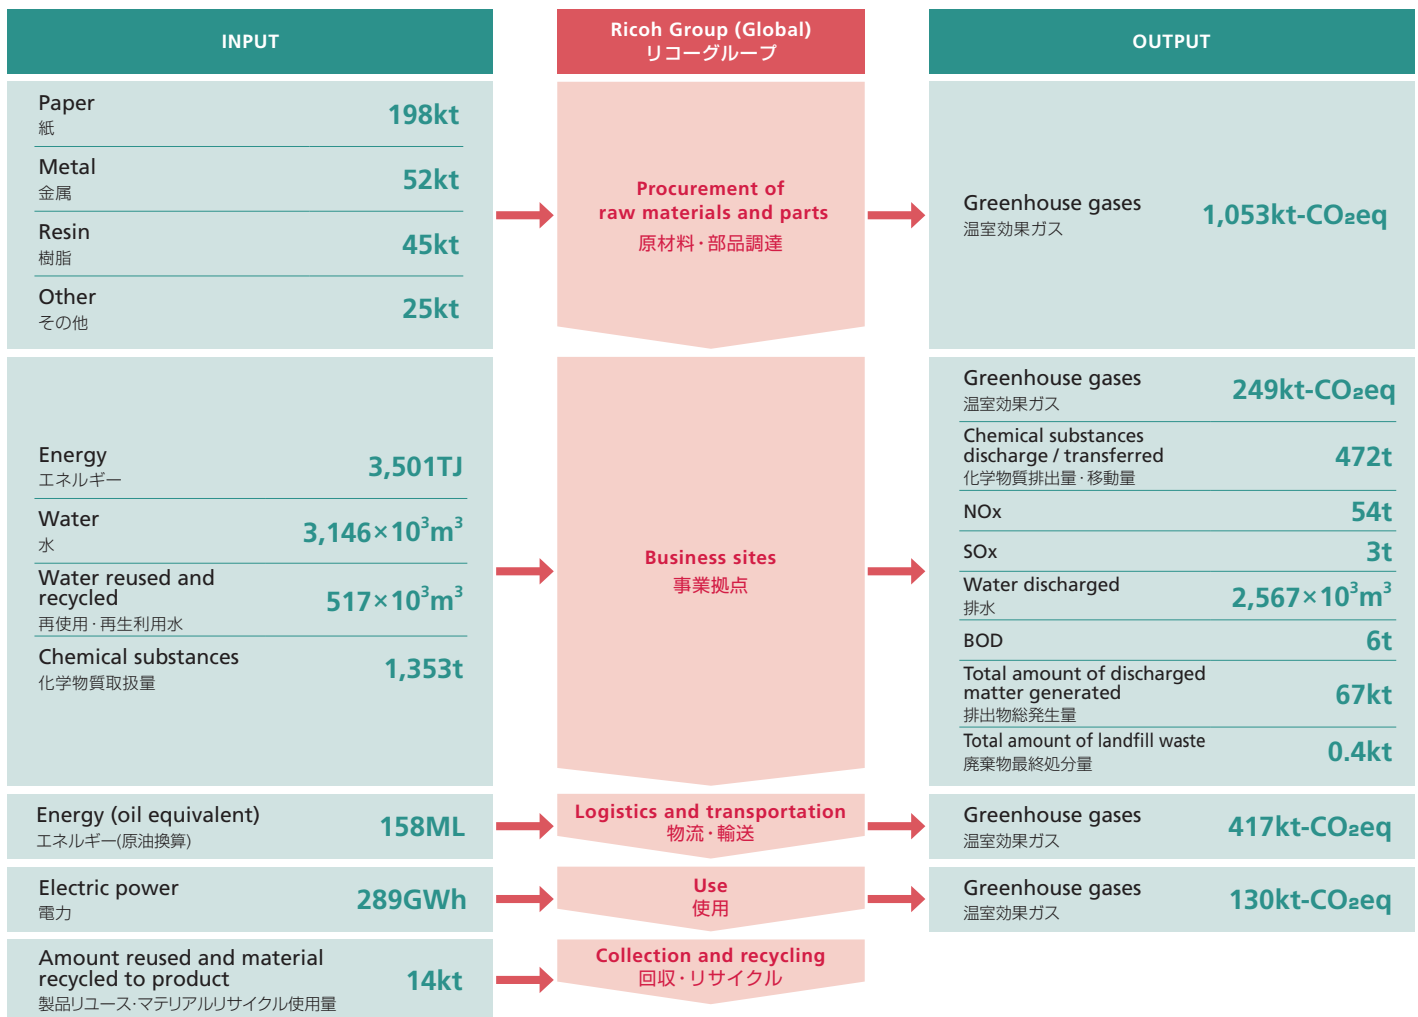 INPUT
Ricoh Group (Global)
リコーグループ
OUTPUT
Paper
紙
198kt
Metal
金属
52kt
Resin
樹脂
45kt
Other
その他
25kt
Procurement of
raw materials and parts
原材料・部品調達
Greenhouse gases
温室効果ガス
1,053kt-CO₂eq
Energy
エネルギー
3,501TJ
Water
水
3,146×10³m³
Water reused and
recycled
再使用・再生利用水
517×10³m³
Chemical substances
化学物質取扱量
1,353t
Business sites
事業拠点
Greenhouse gases
温室効果ガス
249kt-CO₂eq
Chemical substances
discharge / transferred
化学物質排出量・移動量
472t
NOx
54t
SOx
3t
Water discharged
排水
2,567×10³m³
BOD
6t
Total amount of discharged
matter generated
排出物総発生量
67kt
Total amount of landfill waste
廃棄物最終処分量
0.4kt
Energy (oil equivalent)
エネルギー(原油換算)
158ML
Logistics and transportation
物流・輸送
Greenhouse gases
温室効果ガス
417kt-CO₂eq
Electric power
電力
289GWh
Use
使用
Greenhouse gases
温室効果ガス
130kt-CO₂eq
Amount reused and material
recycled to product
製品リユース・マテリアルリサイクル使用量
14kt
Collection and recycling
回収・リサイクル